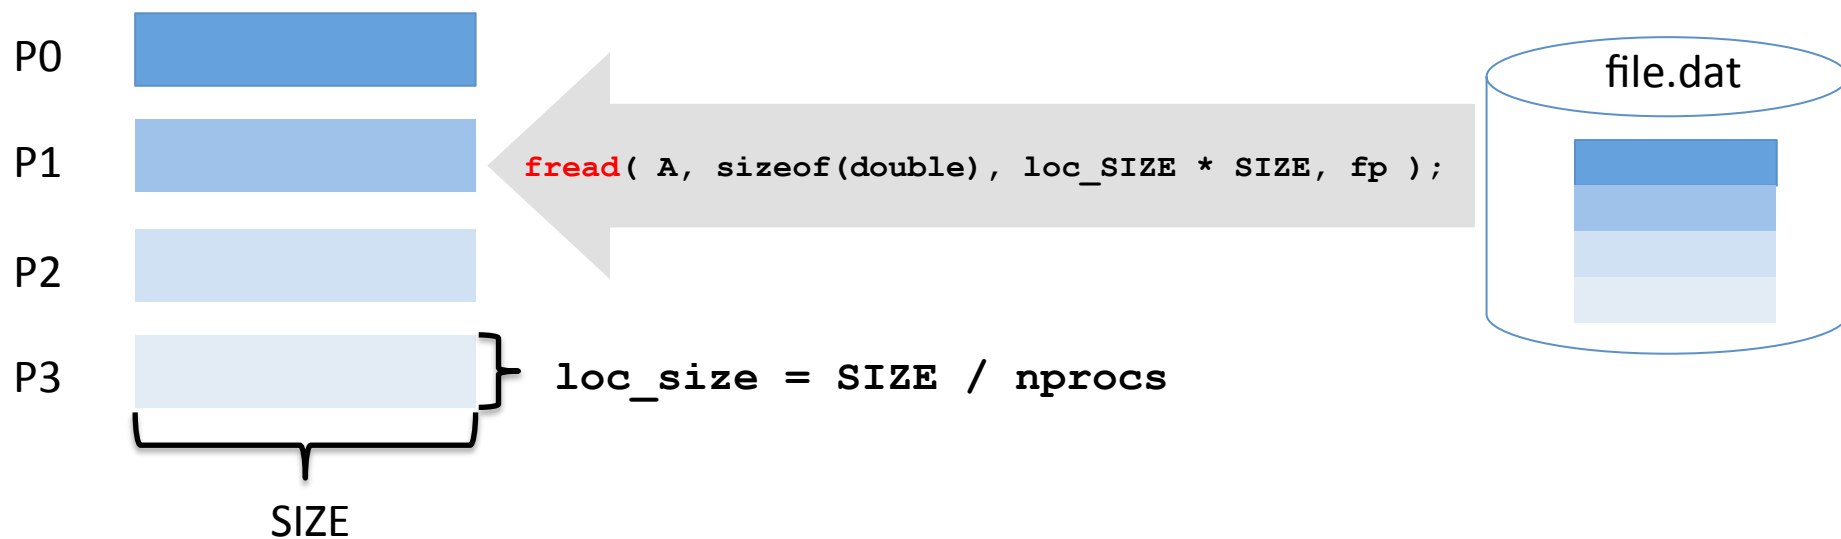 P0
file.dat
P1
fread( A, sizeof(double), loc_SIZE * SIZE, fp );
P2
P3
loc_size = SIZE / nprocs
SIZE